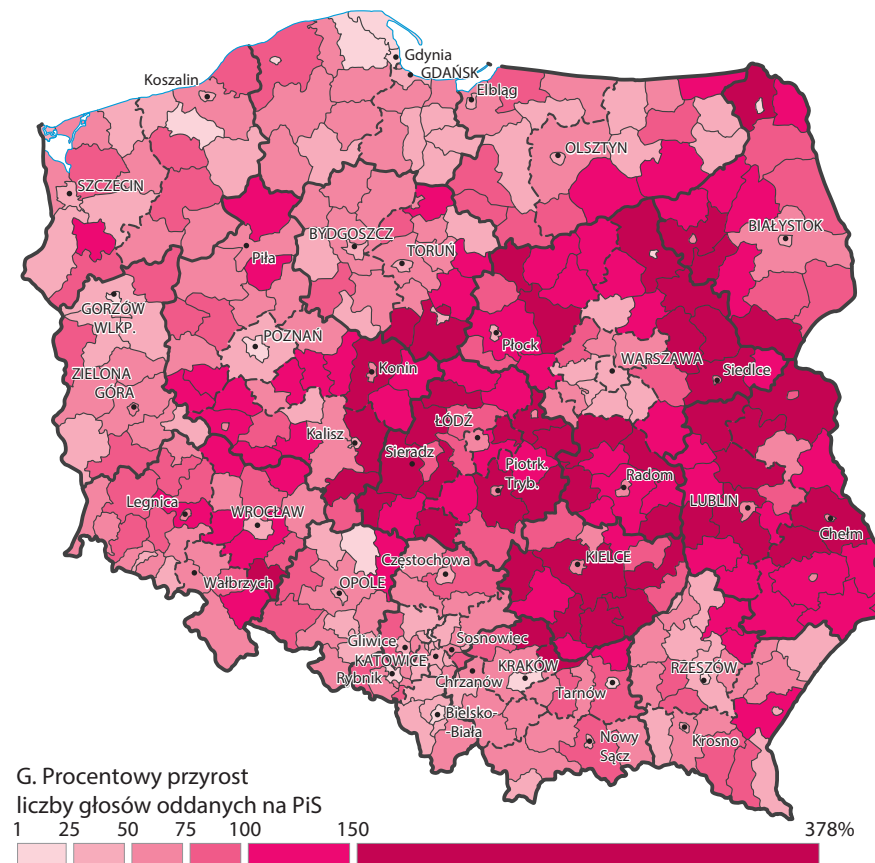 Gdynia
GDAŃSK
Koszalin
Elbląg
OLSZTYN
SZCZECIN
BIAŁYSTOK
BYDGOSZCZ
TORUŃ
Piła
GORZÓW
WLKP.
POZNAŃ
Płock
WARSZAWA
Konin
Siedlce
ZIELONA
GÓRA
ŁÓDŹ
Kalisz
Sieradz
Piotrk.
Tryb.
Radom
LUBLIN
Legnica
WROCŁAW
Chełm
Częstochowa
KIELCE
Wałbrzych
OPOLE
Gliwice
Sosnowiec
KATOWICE
KRAKÓW
RZESZÓW
Rybnik
Chrzanów
Tarnów
Bielsko-
-Biała
Nowy
Sącz
Krosno
G. Procentowy przyrost
liczby głosów oddanych na PiS
1 25 50 75 100 150 378%